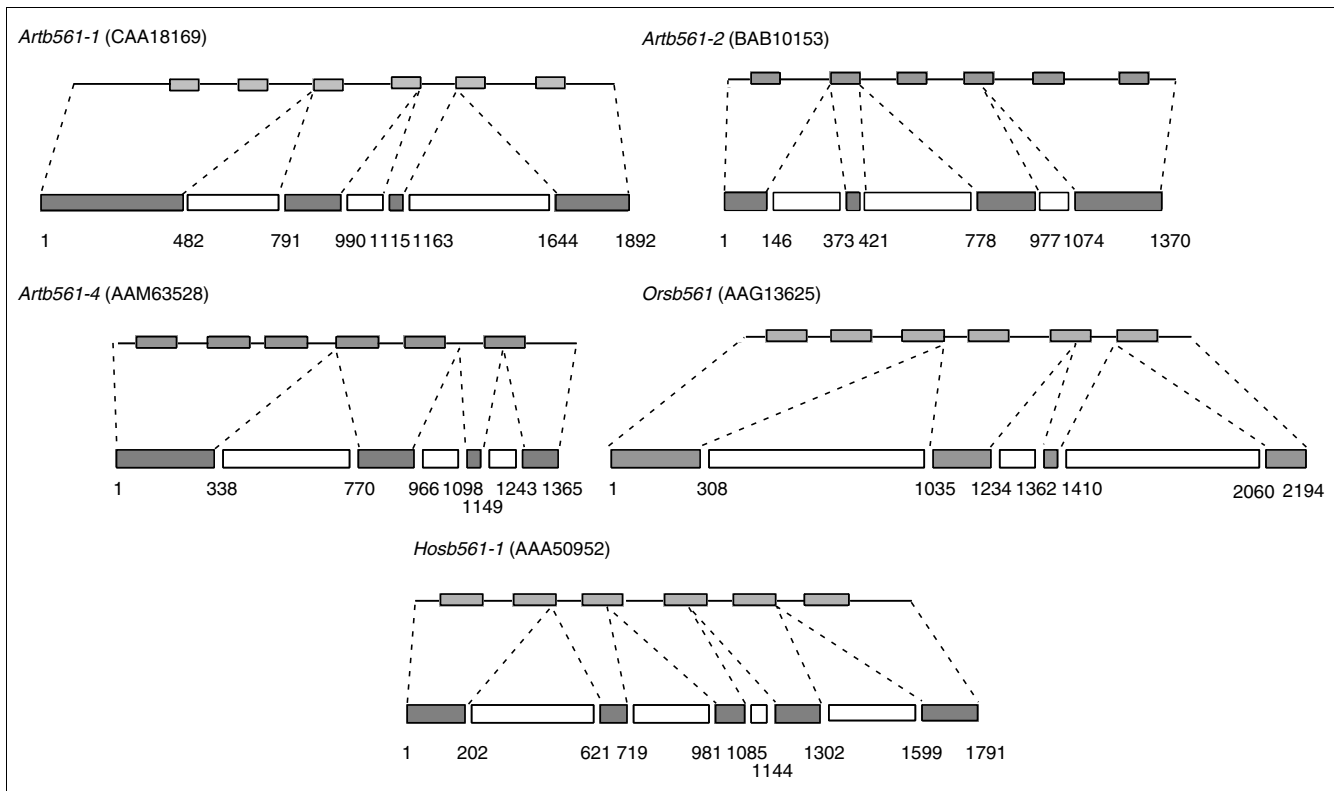 Artb561-1 (CAA18169)
Artb561-2 (BAB10153)
1 482 791 990 1115 1163 1644 1892
1 146 373 421 778 977 1074 1370
Artb561-4 (AAM63528)
Orsb561 (AAG13625)
1 338 770 966 1098 1149 1243 1365
1 308 1035 1234 1362 1410 2060 2194
Hosb561-1 (AAA50952)
1 202 621 719 981 1085 1144 1302 1599 1791